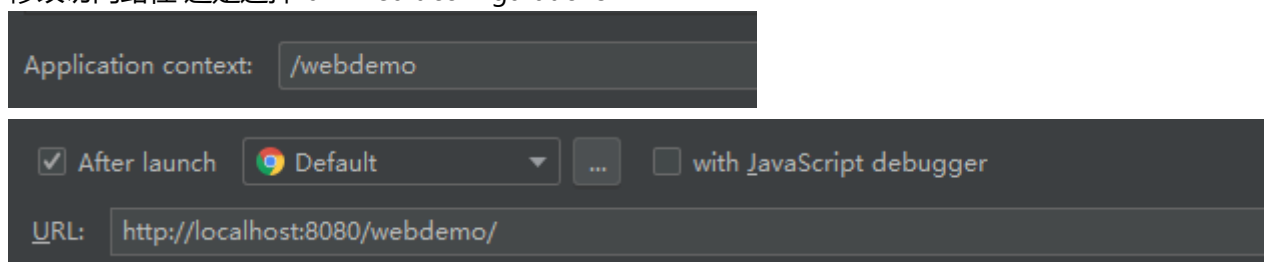 Application context: /webdemo
After launch Default ... with JavaScript debugger
URL: http://localhost:8080/webdemo/